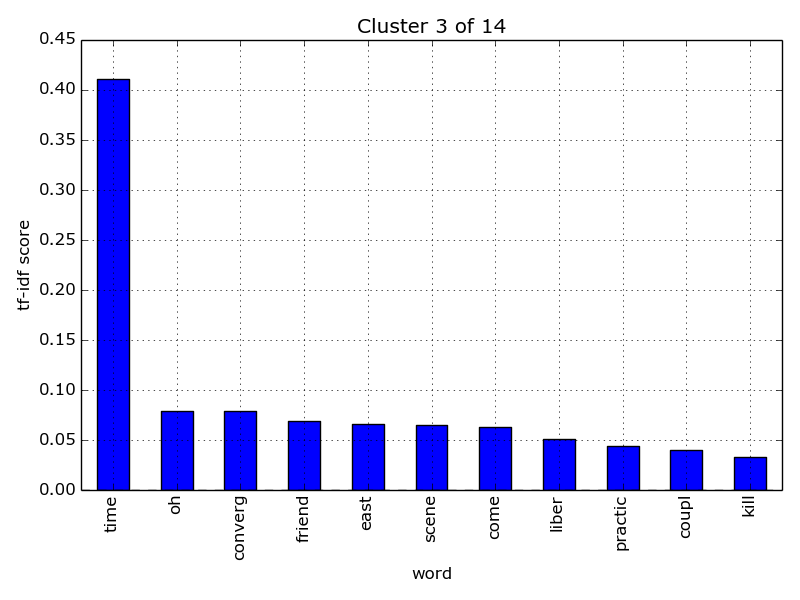 Cluster 3 of 14
0.45
0.40
0.35
0.30
0.25
0.20
0.15
0.10
0.05
0.00
tf-idf score
time
oh
converg
friend
east
scene
come
liber
practic
coupl
kill
word